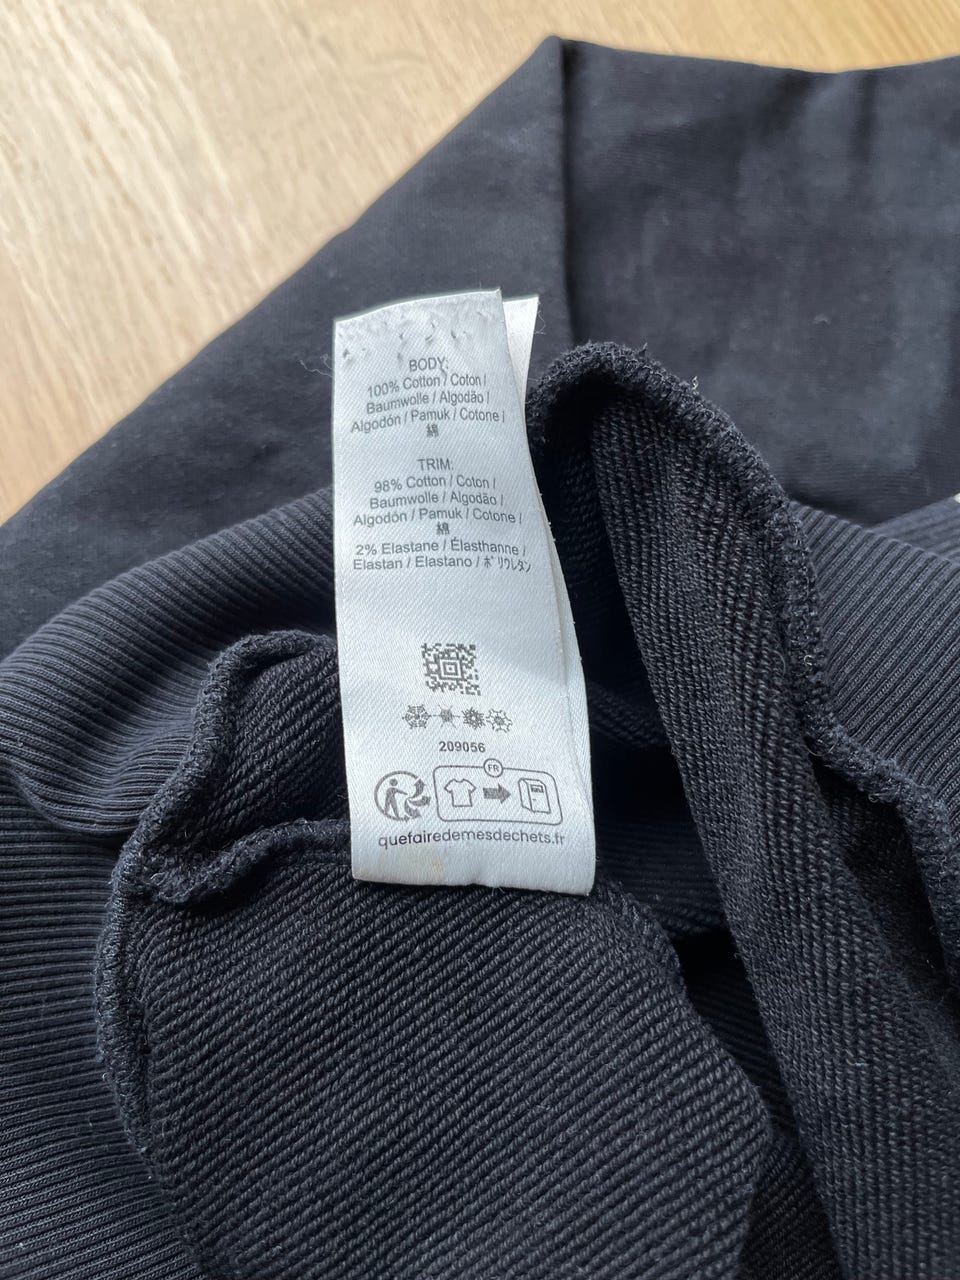 BODY:
100% Cotton / Coton /
Baumwolle / Algodão /
Algodón / Pamuk / Cotone /
綿
TRIM:
98% Cotton / Coton /
Baumwolle / Algodão /
Algodón / Pamuk / Cotone /
綿
2% Elastane / Élasthanne /
Elastan / Elastano / ポリウレタン
209056
FR
quefairedemesdechets.fr